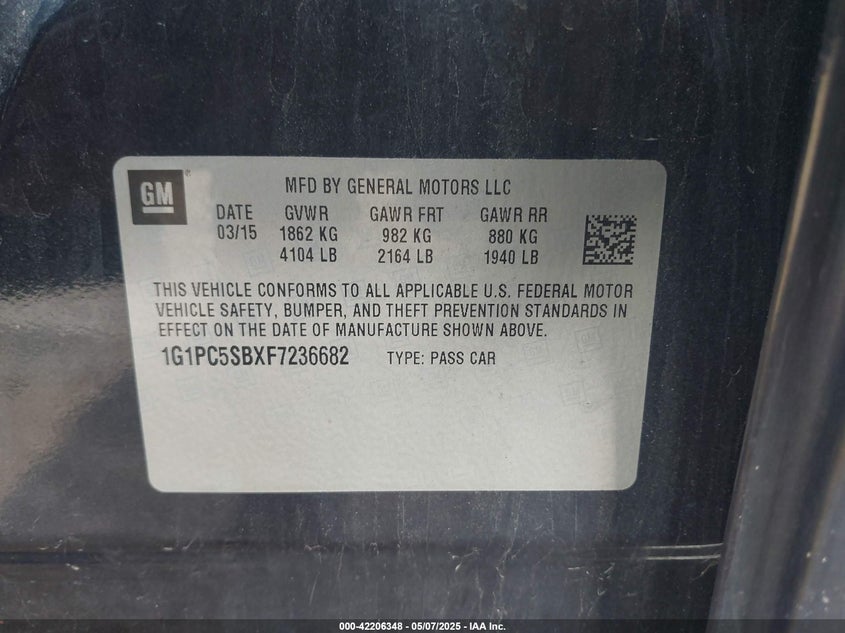 GM
MFD BY GENERAL MOTORS LLC
DATE GVWR GAWR FRT GAWR RR
03/15 1862 KG 982 KG 880 KG
4104 LB 2164 LB 1940 LB
THIS VEHICLE CONFORMS TO ALL APPLICABLE U.S. FEDERAL MOTOR
VEHICLE SAFETY, BUMPER, AND THEFT PREVENTION STANDARDS IN
EFFECT ON THE DATE OF MANUFACTURE SHOWN ABOVE.
1G1PC5SBXF7236682 TYPE: PASS CAR
000-42206348 - 05/07/2025 - IAA Inc.